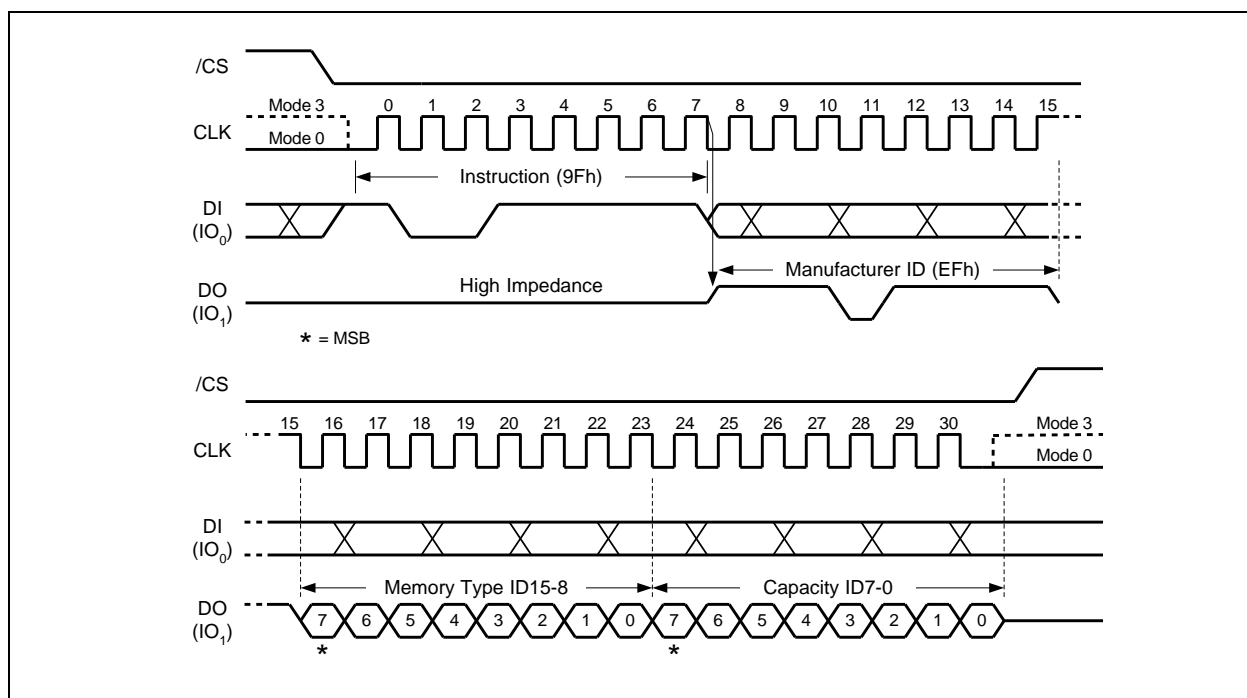 /CS
Mode 3 0 1 2 3 4 5 6 7 8 9 10 11 12 13 14 15
CLK
Mode 0
Instruction (9Fh)
DI
(IO0)
Manufacturer ID (EFh)
High Impedance
DO
(IO1)
* = MSB
/CS
15 16 17 18 19 20 21 22 23 24 25 26 27 28 29 30 Mode 3
CLK
Mode 0
DI
(IO0)
Memory Type ID15-8 Capacity ID7-0
DO
(IO1)
7 6 5 4 3 2 1 0 7 6 5 4 3 2 1 0
* *